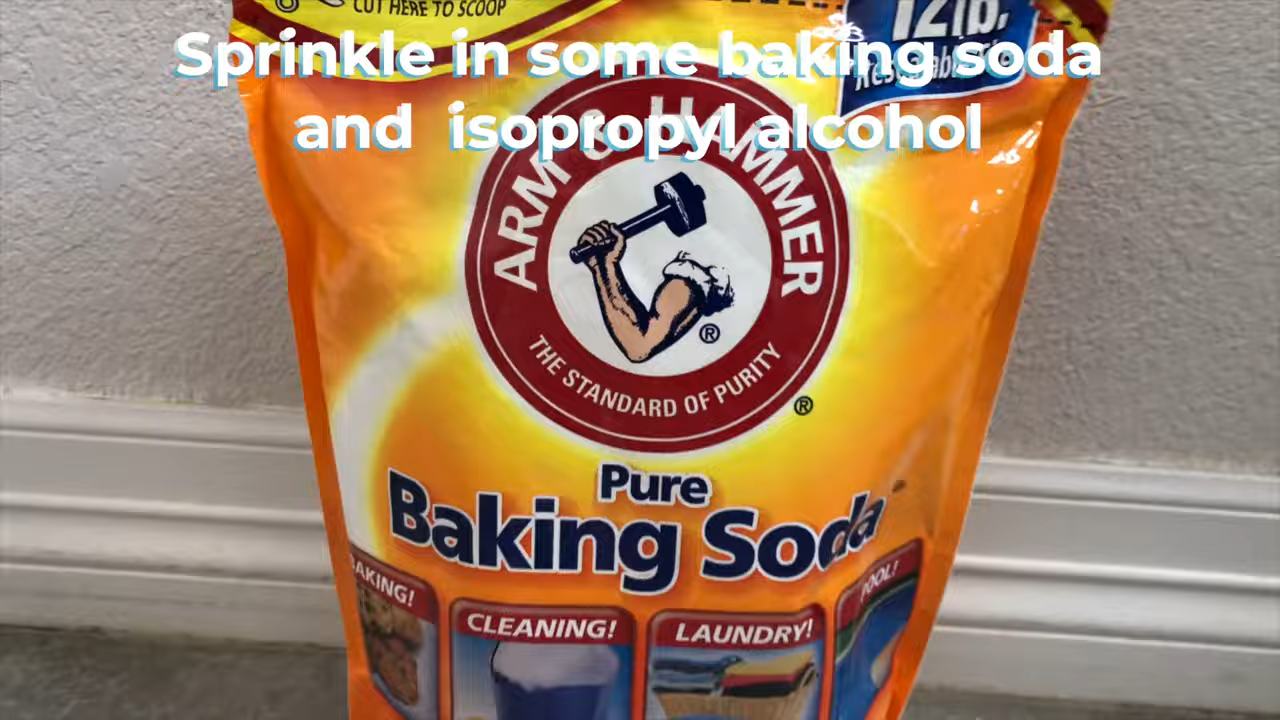 CUT HERE TO SCOOP
12lb.
Sprinkle in some baking soda
and isopropyl alcohol
ARM & HAMMER
®
THE STANDARD OF PURITY
®
Pure
Baking Soda
BAKING!
CLEANING!
LAUNDRY!
POOL!